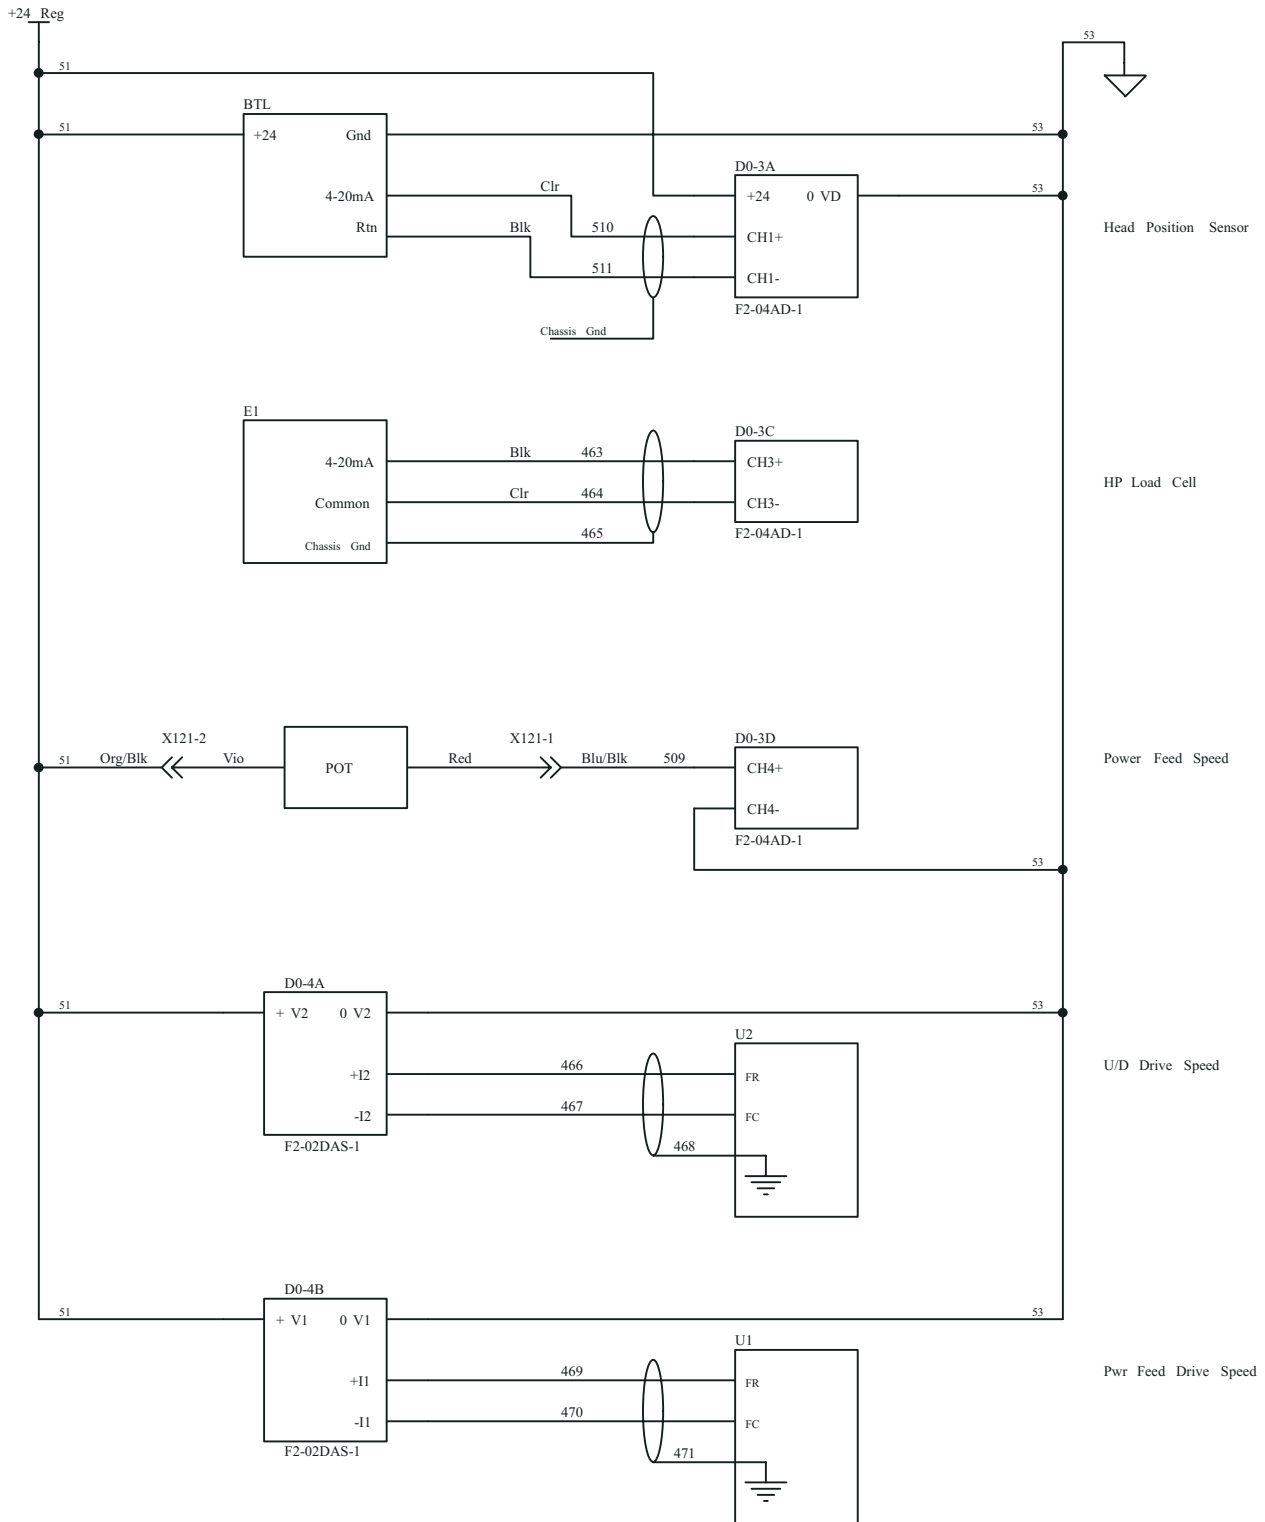 +24 Reg
53
51
BTL
51
+24 Gnd
53
D0-3A
4-20mA
Clr
+24 0 VD
53
Rtn
Blk
510
CH1+
Head Position Sensor
511
CH1-
F2-04AD-1
Chassis Gnd
E1
D0-3C
4-20mA
Blk 463
CH3+
HP Load Cell
Common
Clr 464
CH3-
Chassis Gnd
465
F2-04AD-1
X121-2
X121-1
D0-3D
51
Org/Blk
Vio
POT
Red
Blu/Blk
509
CH4+
Power Feed Speed
CH4-
F2-04AD-1
53
D0-4A
51
+ V2 0 V2
53
U2
+I2
466
FR
U/D Drive Speed
-I2
467
FC
F2-02DAS-1
468
D0-4B
51
+ V1 0 V1
53
U1
+I1
469
FR
Pwr Feed Drive Speed
-I1
470
FC
F2-02DAS-1
471